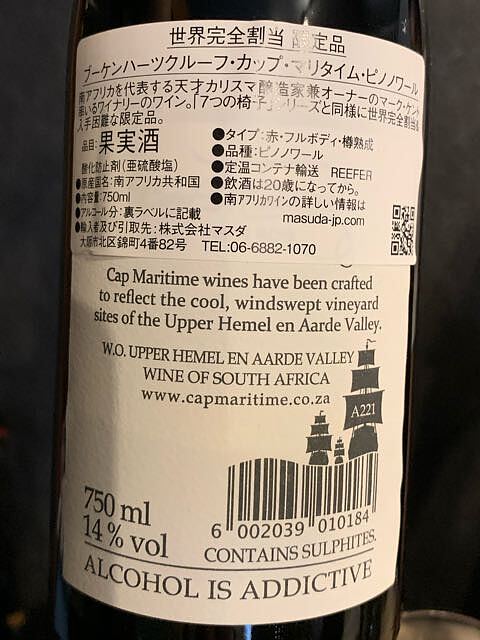 世界完全割当 限定品
ブーケンハーツクルーフ・カップ・マリタイム・ピノノワール
南アフリカを代表する天才カリスマ醸造家兼オーナーのマーク・ケント
率いるワイナリーのワイン。「7つの椅子」シリーズと同様に世界完全割当
入手困難な限定品。
品目:果実酒
酸化防止剤(亜硫酸塩)
●原産国名:南アフリカ共和国
●内容量:750ml
●アルコール分:裏ラベルに記載
●輸入者及び引取先:株式会社マスダ
大阪市北区錦町4番82号 TEL:06-6882-1070
●タイプ:赤・フルボディ・樽熟成
●品種:ピノノワール
●定温コンテナ輸送 REEFER
●飲酒は20歳になってから。
●南アフリカワインの詳しい情報は
masuda-jp.com
Cap Maritime wines have been crafted
to reflect the cool, windswept vineyard
sites of the Upper Hemel en Aarde Valley.
W.O. UPPER HEMEL EN AARDE VALLEY
WINE OF SOUTH AFRICA
www.capmaritime.co.za
A221
6 002039 010184
750 ml
14 % vol
CONTAINS SULPHITES.
ALCOHOL IS ADDICTIVE